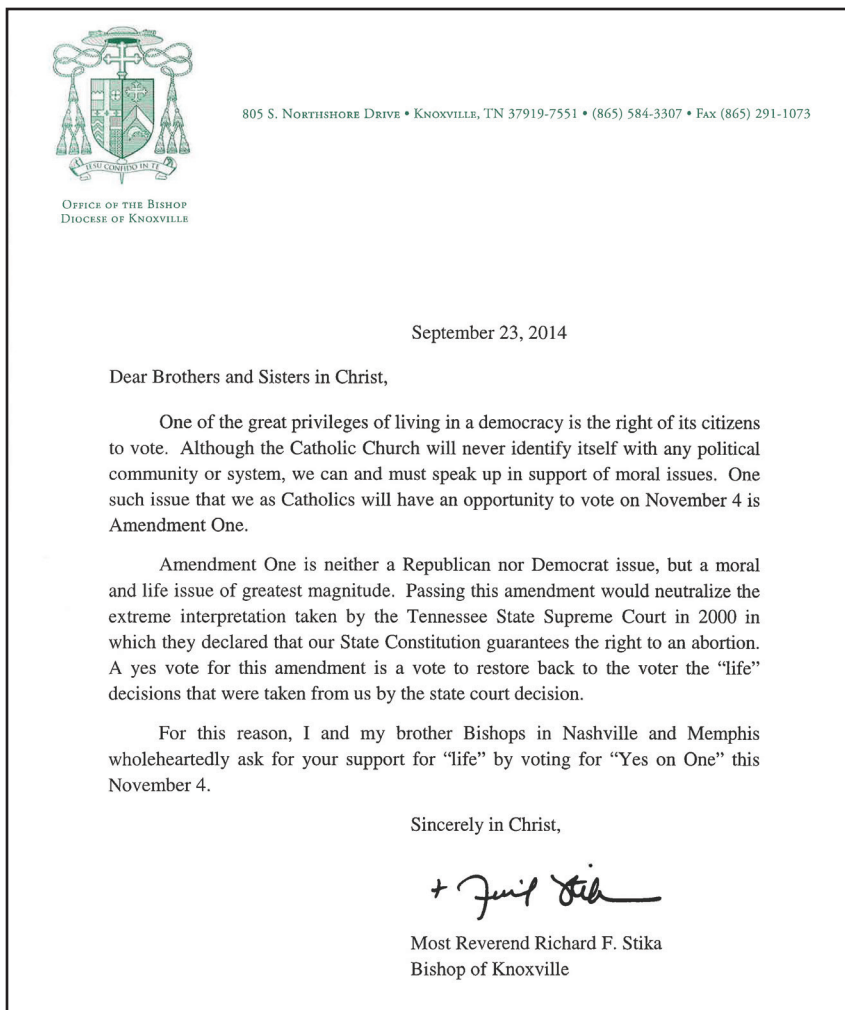 805 S. Northshore Drive • Knoxville, TN 37919-7551 • (865) 584-3307 • Fax (865) 291-1073
JESU CONFIDO IN TE
Office of the Bishop
Diocese of Knoxville
September 23, 2014
Dear Brothers and Sisters in Christ,
One of the great privileges of living in a democracy is the right of its citizens
to vote. Although the Catholic Church will never identify itself with any political
community or system, we can and must speak up in support of moral issues. One
such issue that we as Catholics will have an opportunity to vote on November 4 is
Amendment One.
Amendment One is neither a Republican nor Democrat issue, but a moral
and life issue of greatest magnitude. Passing this amendment would neutralize the
extreme interpretation taken by the Tennessee State Supreme Court in 2000 in
which they declared that our State Constitution guarantees the right to an abortion.
A yes vote for this amendment is a vote to restore back to the voter the “life”
decisions that were taken from us by the state court decision.
For this reason, I and my brother Bishops in Nashville and Memphis
wholeheartedly ask for your support for “life” by voting for “Yes on One” this
November 4.
Sincerely in Christ,
Most Reverend Richard F. Stika
Bishop of Knoxville